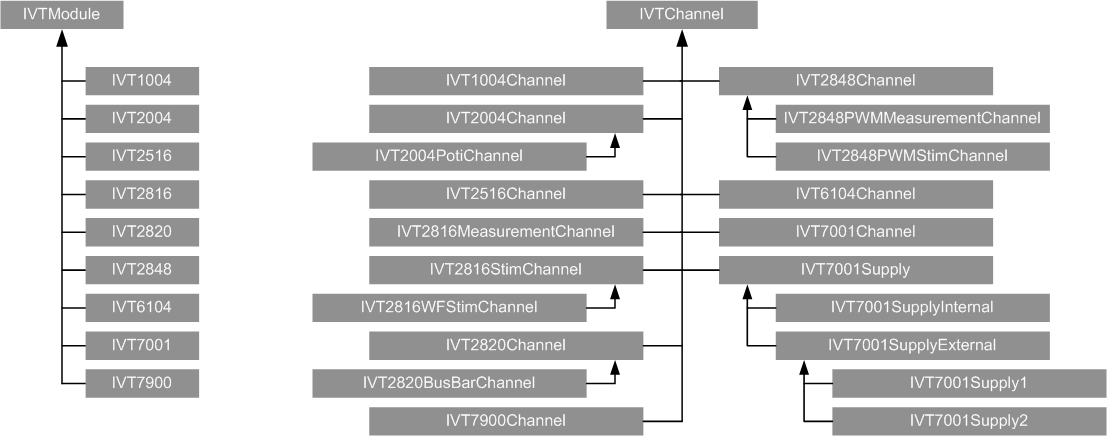 IVTModule
IVT1004
IVT2004
IVT2516
IVT2816
IVT2820
IVT2848
IVT6104
IVT7001
IVT7900
IVTChannel
IVT1004Channel
IVT2004Channel
IVT2004PotiChannel
IVT2516Channel
IVT2816MeasurementChannel
IVT2816StimChannel
IVT2816WFStimChannel
IVT2820Channel
IVT2820BusBarChannel
IVT7900Channel
IVT2848Channel
IVT2848PWMMeasurementChannel
IVT2848PWMStimChannel
IVT6104Channel
IVT7001Channel
IVT7001Supply
IVT7001SupplyInternal
IVT7001SupplyExternal
IVT7001Supply1
IVT7001Supply2